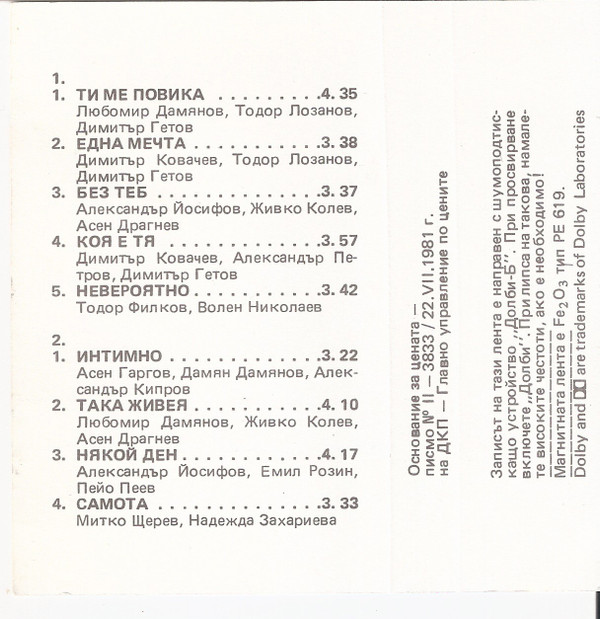 1.
1. ТИ МЕ ПОВИКА . . . . . . . . .4. 35
Любомир Дамянов, Тодор Лозанов,
Димитър Гетов
2. ЕДНА МЕЧТА . . . . . . . . . . .3. 38
Димитър Ковачев, Тодор Лозанов,
Димитър Гетов
3. БЕЗ ТЕБ . . . . . . . . . . . . . .3. 37
Александър Йосифов, Живко Колев,
Асен Драгнев
4. КОЯ Е ТЯ . . . . . . . . . . . . .3. 57
Димитър Ковачев, Александър Пе-
тров, Димитър Гетов
5. НЕВЕРОЯТНО . . . . . . . . . . .3. 42
Тодор Филков, Волен Николаев
2.
1. ИНТИМНО . . . . . . . . . . . . .3. 22
Асен Гаргов, Дамян Дамянов, Алек-
сандър Кипров
2. ТАКА ЖИВЕЯ . . . . . . . . . . .4. 10
Любомир Дамянов, Живко Колев,
Асен Драгнев
3. НЯКОЙ ДЕН . . . . . . . . . . . .4. 17
Александър Йосифов, Емил Розин,
Пейо Пеев
4. САМОТА . . . . . . . . . . . . . .3. 33
Митко Щерев, Надежда Захариева
Основание за цената —
писмо № II — 3833 / 22.VII.1981 г.
на ДКП — Главно управление по цените
Записът на тази лента е направен с шумоподтис-
кащо устройство „Долби-Б". При просвирване
включете „Долби". При липса на такова, намале-
те високите честоти, ако е необходимо!
Магнитната лента е Fe₂O₃ тип PE 619.
Dolby and are trademarks of Dolby Laboratories